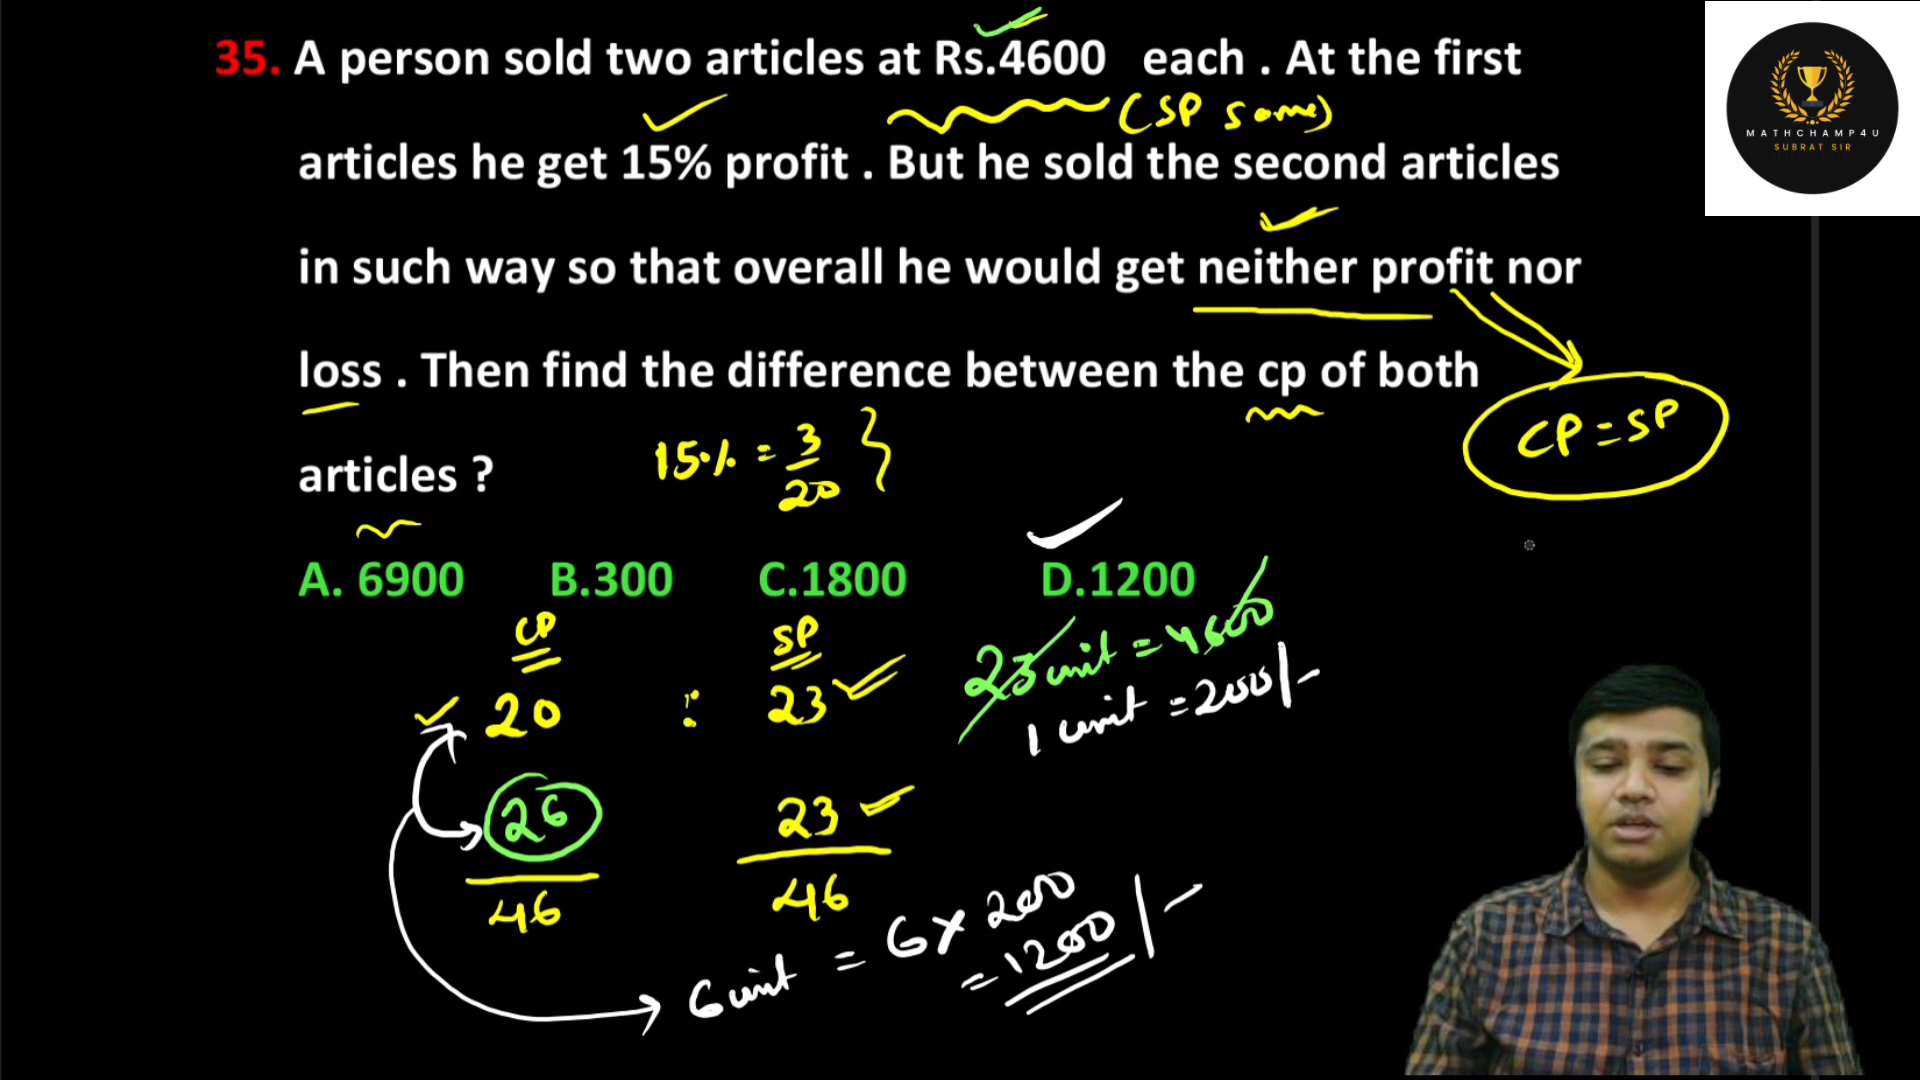 35. A person sold two articles at Rs.4600 each . At the first
(SP same)
articles he get 15% profit . But he sold the second articles
in such way so that overall he would get neither profit nor
loss . Then find the difference between the cp of both
CP = SP
articles ?
15% = 3/20 }
A. 6900 B.300 C.1800 D.1200
CP SP
20 : 23
23 unit = 4600
1 unit = 200/-
26 23
46 46
6 unit = 6 x 200
= 1200/-
MATHCHAMP4U
SUBRAT SIR